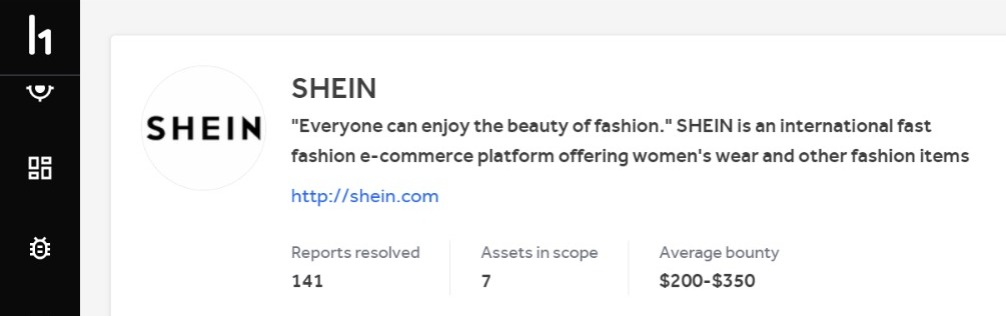 h1
SHEIN
SHEIN
"Everyone can enjoy the beauty of fashion." SHEIN is an international fast
fashion e-commerce platform offering women's wear and other fashion items
http://shein.com
Reports resolved Assets in scope Average bounty
141 7 $200-$350